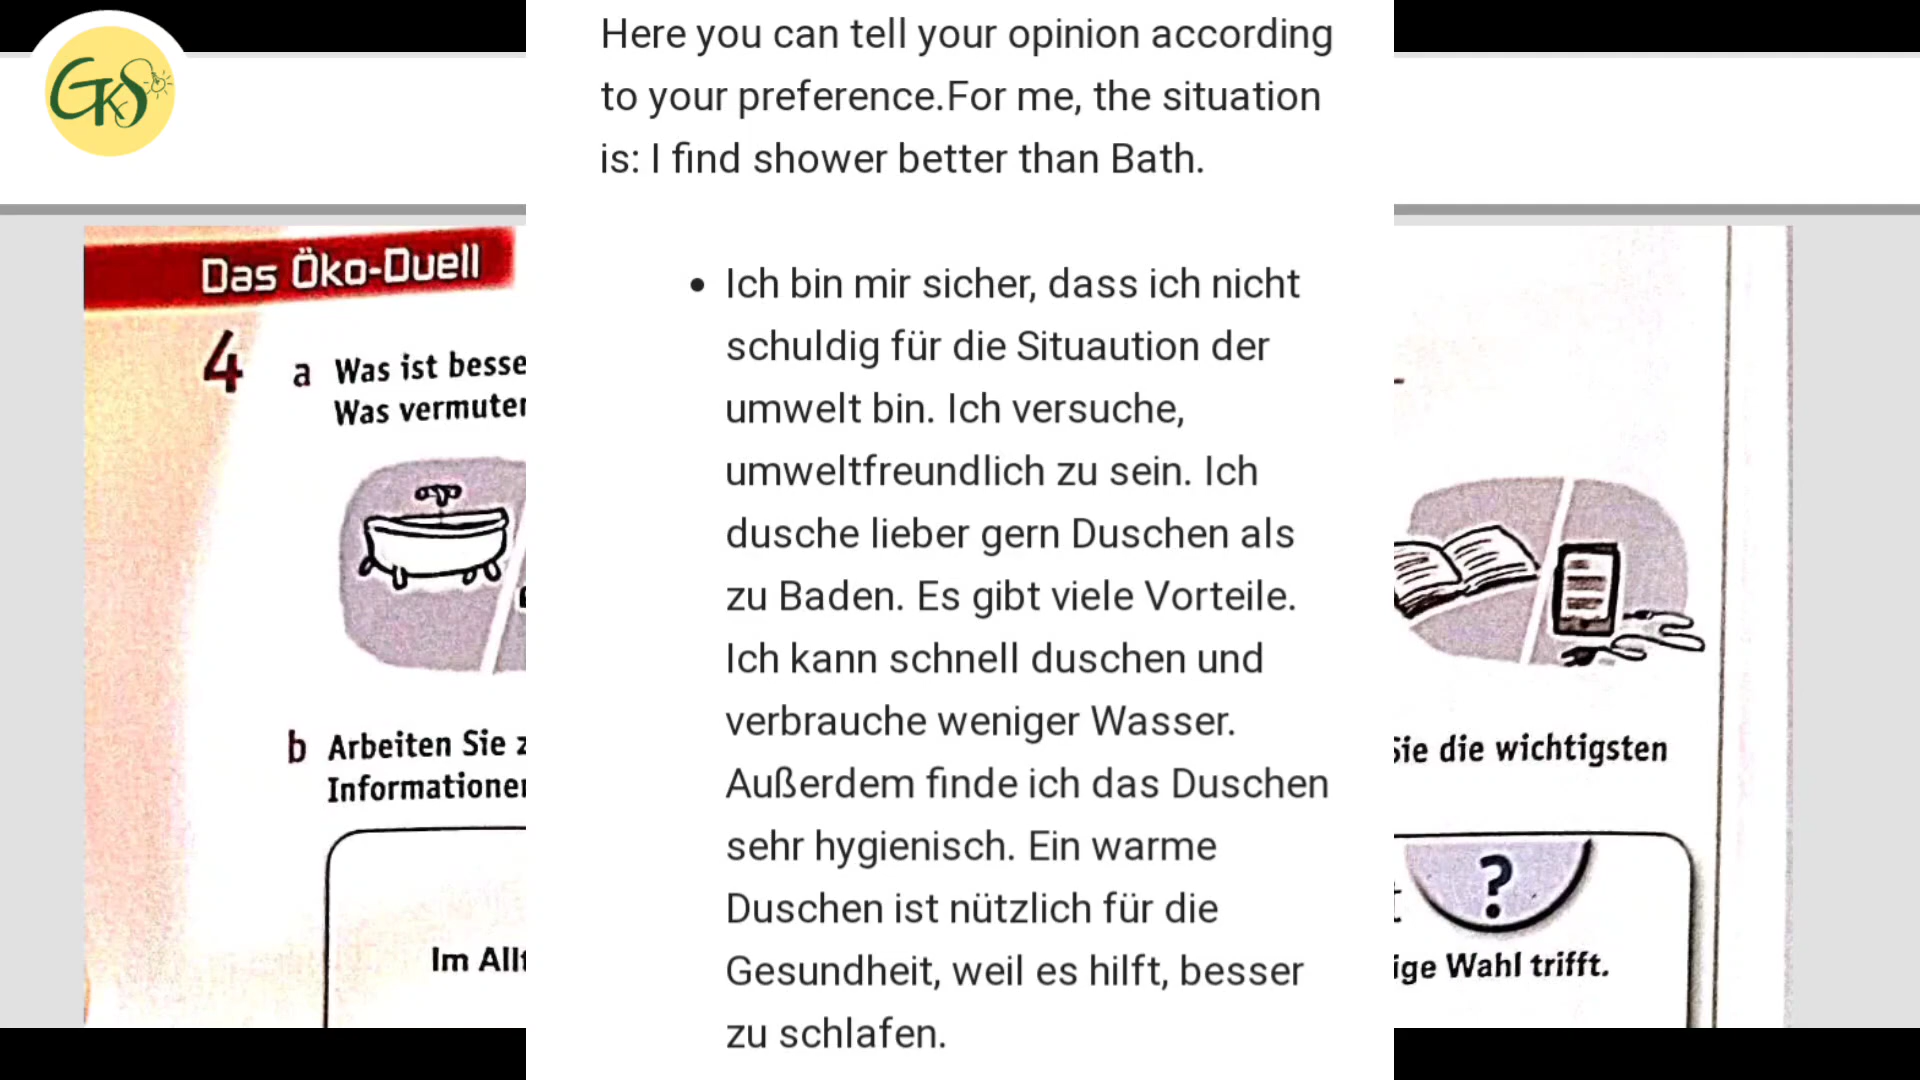 GKS
Here you can tell your opinion according
to your preference.For me, the situation
is: I find shower better than Bath.
• Ich bin mir sicher, dass ich nicht
schuldig für die Situaution der
umwelt bin. Ich versuche,
umweltfreundlich zu sein. Ich
dusche lieber gern Duschen als
zu Baden. Es gibt viele Vorteile.
Ich kann schnell duschen und
verbrauche weniger Wasser.
Außerdem finde ich das Duschen
sehr hygienisch. Ein warme
Duschen ist nützlich für die
Gesundheit, weil es hilft, besser
zu schlafen.
Das Öko-Duell
4 a Was ist besse
Was vermuten
b Arbeiten Sie z
Sie die wichtigsten
Informationen
?
Im Allt
ige Wahl trifft.